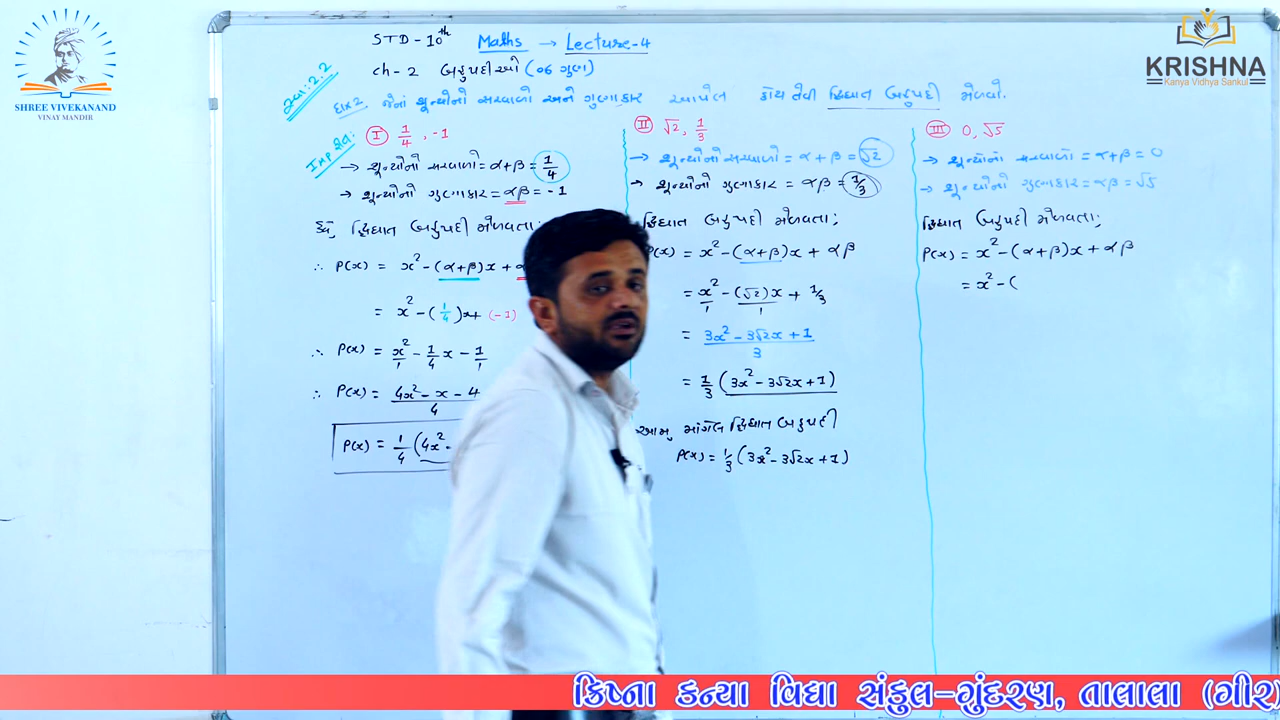 SHREE VIVEKANAND
VINAY MANDIR
KRISHNA
Kanya Vidhya Sankul
STD - 10th Maths → Lecture-4
ch- 2 બહુપદીઓ (06 ગુણ)
સ્વા: 2.2
દાખ 2. જેનાં શૂન્યોનો સરવાળો અને ગુણાકાર આપેલ હોય તેવી દ્વિઘાત બહુપદી મેળવો.
Imp
I 1/4 , -1
→ શૂન્યોનો સરવાળો = α+β = 1/4
→ શૂન્યોનો ગુણાકાર = αβ = -1
હવે, દ્વિઘાત બહુપદી મેળવતા;
∴ P(x) = x² - (α+β)x +
= x² - (1/4)x + (-1)
∴ P(x) = x²/1 - 1/4 x - 1/1
∴ P(x) = 4x² - x - 4 / 4
P(x) = 1/4 (4x² -
II √2, 1/3
→ શૂન્યોનો સરવાળો = α + β = √2
→ શૂન્યોનો ગુણાકાર = αβ = 1/3
દ્વિઘાત બહુપદી મેળવતા;
P(x) = x² - (α+β)x + αβ
= x²/1 - (√2)x/1 + 1/3
= 3x² - 3√2x + 1 / 3
= 1/3 (3x² - 3√2x + 1)
આમ, માંગેલ દ્વિઘાત બહુપદી
P(x) = 1/3 (3x² - 3√2x + 1)
III 0, √5
→ શૂન્યોનો સરવાળો = α+β = 0
→ શૂન્યોનો ગુણાકાર = αβ = √5
દ્વિઘાત બહુપદી મેળવતા;
P(x) = x² - (α+β)x + αβ
= x² - (
ક્રિષ્ના કન્યા વિદ્યા સંકુલ-ગુંદરણ, તાલાલા (ગીર)